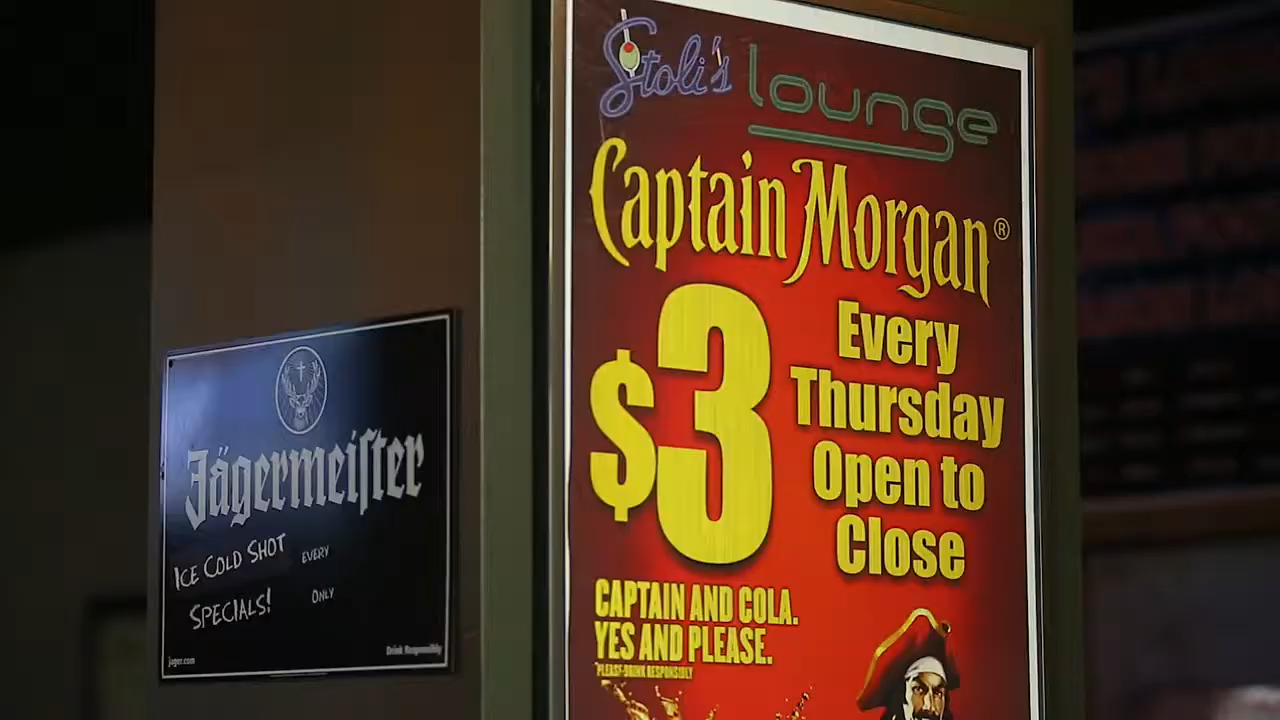 Jägermeister
ICE COLD SHOT EVERY
SPECIALS! ONLY
jager.com
Drink Responsibly
Stoli's lounge
Captain Morgan®
$3
Every
Thursday
Open to
Close
CAPTAIN AND COLA.
YES AND PLEASE.
*PLEASE DRINK RESPONSIBLY